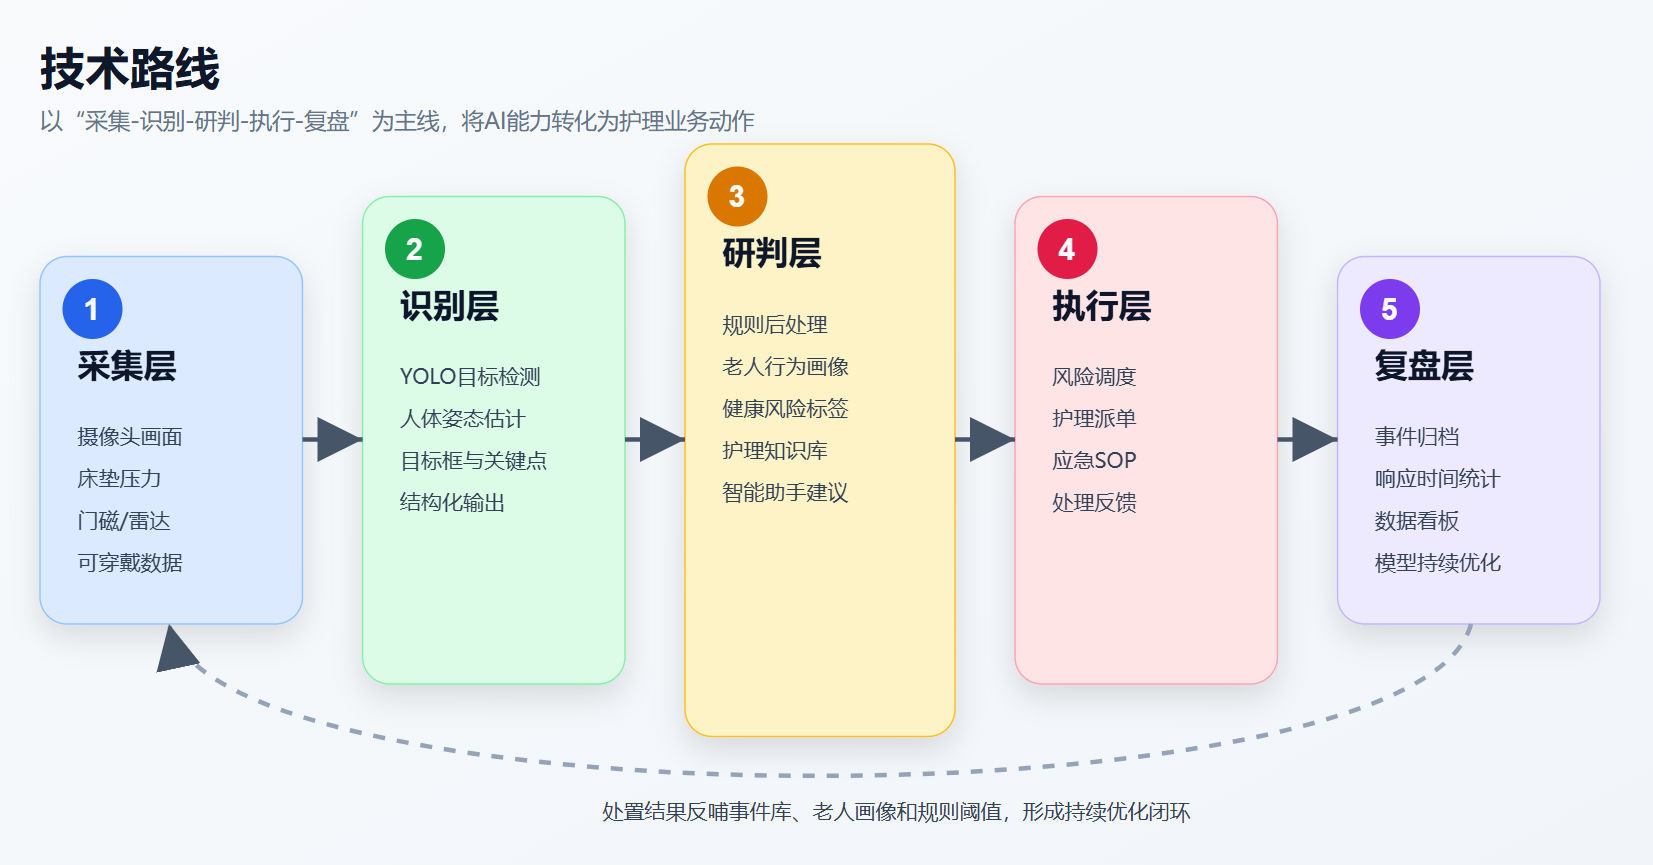 技术路线
以“采集-识别-研判-执行-复盘”为主线，将AI能力转化为护理业务动作
1
采集层
摄像头画面
床垫压力
门磁/雷达
可穿戴数据
2
识别层
YOLO目标检测
人体姿态估计
目标框与关键点
结构化输出
3
研判层
规则后处理
老人行为画像
健康风险标签
护理知识库
智能助手建议
4
执行层
风险调度
护理派单
应急SOP
处理反馈
5
复盘层
事件归档
响应时间统计
数据看板
模型持续优化
处置结果反哺事件库、老人画像和规则阈值，形成持续优化闭环